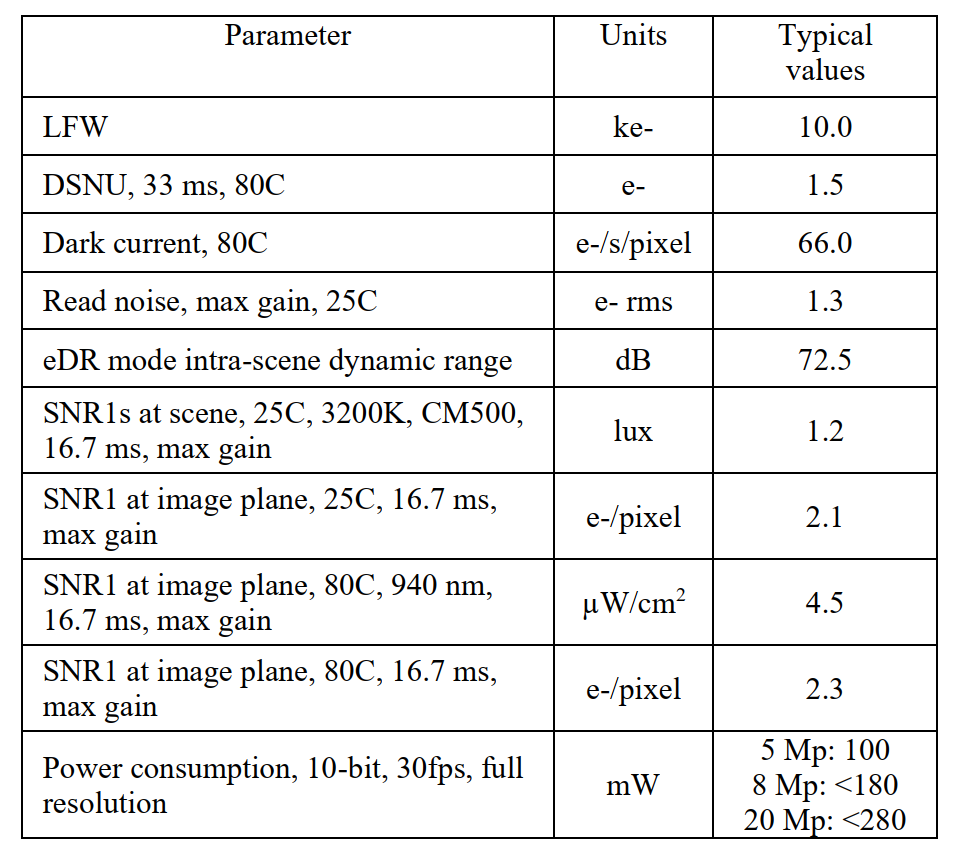 Parameter Units Typical
values
LFW ke- 10.0
DSNU, 33 ms, 80C e- 1.5
Dark current, 80C e-/s/pixel 66.0
Read noise, max gain, 25C e- rms 1.3
eDR mode intra-scene dynamic range dB 72.5
SNR1s at scene, 25C, 3200K, CM500,
16.7 ms, max gain lux 1.2
SNR1 at image plane, 25C, 16.7 ms,
max gain e-/pixel 2.1
SNR1 at image plane, 80C, 940 nm,
16.7 ms, max gain µW/cm² 4.5
SNR1 at image plane, 80C, 16.7 ms,
max gain e-/pixel 2.3
Power consumption, 10-bit, 30fps, full
resolution mW 5 Mp: 100
8 Mp: <180
20 Mp: <280